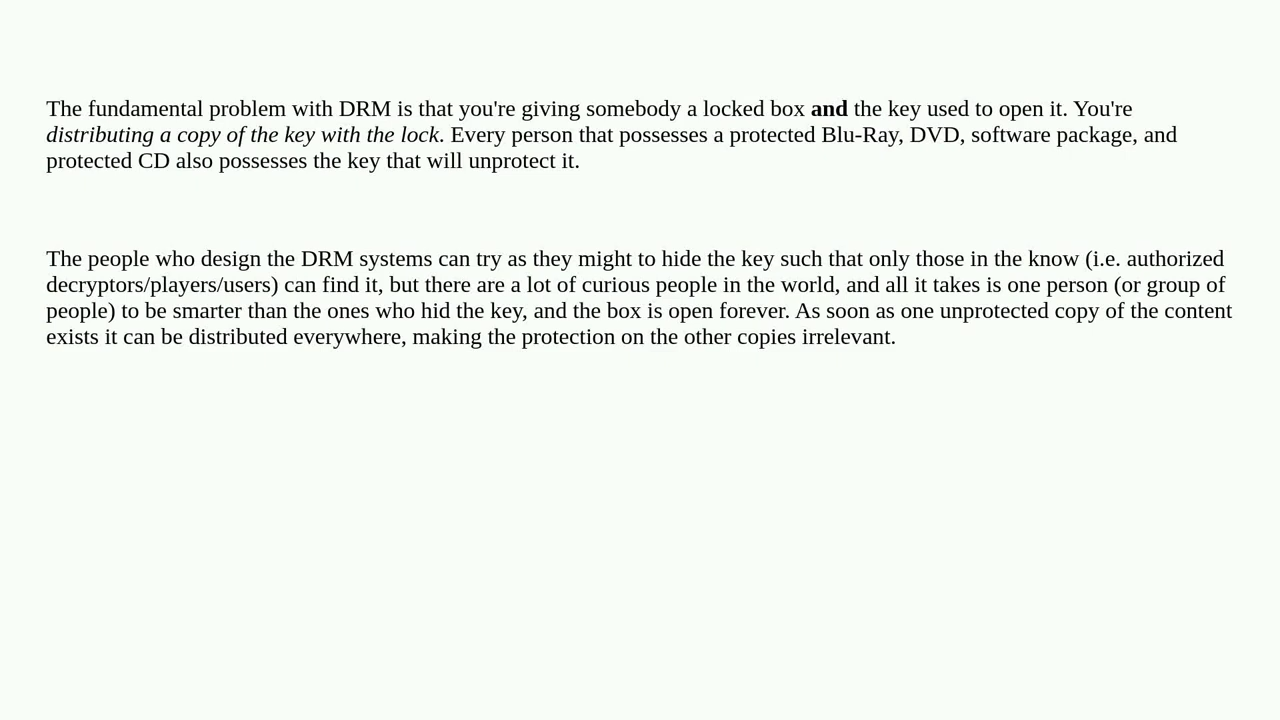 The fundamental problem with DRM is that you're giving somebody a locked box and the key used to open it. You're
distributing a copy of the key with the lock. Every person that possesses a protected Blu-Ray, DVD, software package, and
protected CD also possesses the key that will unprotect it.
The people who design the DRM systems can try as they might to hide the key such that only those in the know (i.e. authorized
decryptors/players/users) can find it, but there are a lot of curious people in the world, and all it takes is one person (or group of
people) to be smarter than the ones who hid the key, and the box is open forever. As soon as one unprotected copy of the content
exists it can be distributed everywhere, making the protection on the other copies irrelevant.